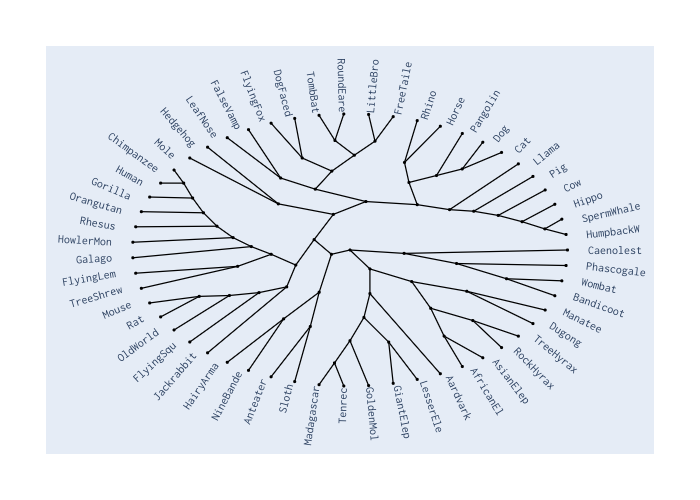 RoundEare
LittleBro
FreeTaile
TombBat
DogFaced
FlyingFox
FalseVamp
LeafNose
Hedgehog
Mole
Chimpanzee
Human
Gorilla
Orangutan
Rhesus
HowlerMon
Galago
FlyingLem
TreeShrew
Mouse
Rat
OldWorld
FlyingSqu
Jackrabbit
HairyArma
NineBande
Anteater
Sloth
Madagascar
Tenrec
GoldenMol
GiantElep
LesserEle
Aardvark
AfricanEl
AsianElep
RockHyrax
TreeHyrax
Dugong
Manatee
Bandicoot
Wombat
Phascogale
Caenolest
HumpbackW
SpermWhale
Hippo
Cow
Pig
Llama
Cat
Dog
Pangolin
Horse
Rhino